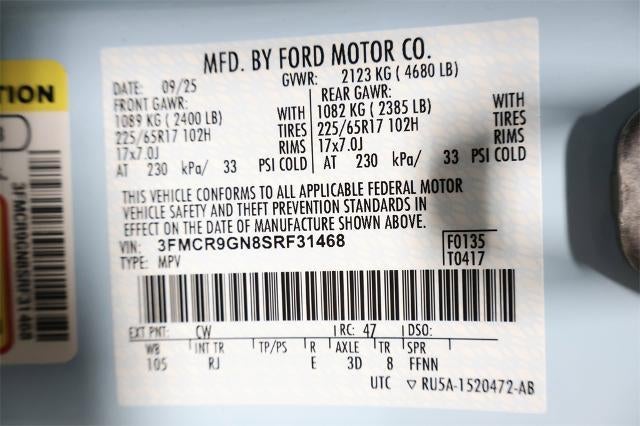 MFD. BY FORD MOTOR CO.
DATE: 09/25
GVWR: 2123 KG ( 4680 LB)
FRONT GAWR:
1089 KG ( 2400 LB) WITH
225/65R17 102H TIRES
17x7.0J RIMS
AT 230 kPa/ 33 PSI COLD
REAR GAWR:
1082 KG ( 2385 LB) WITH
225/65R17 102H TIRES
17x7.0J RIMS
AT 230 kPa/ 33 PSI COLD
THIS VEHICLE CONFORMS TO ALL APPLICABLE FEDERAL MOTOR
VEHICLE SAFETY AND THEFT PREVENTION STANDARDS IN
EFFECT ON THE DATE OF MANUFACTURE SHOWN ABOVE.
VIN: 3FMCR9GN8SRF31468
TYPE: MPV
F0135
T0417
EXT PNT: CW RC: 47 DSO:
WB INT TR TP/PS R AXLE TR SPR
105 RJ E 3D 8 FFNN
UTC ▽ RU5A-1520472-AB
TION
3FMCR9GN8SRF31468